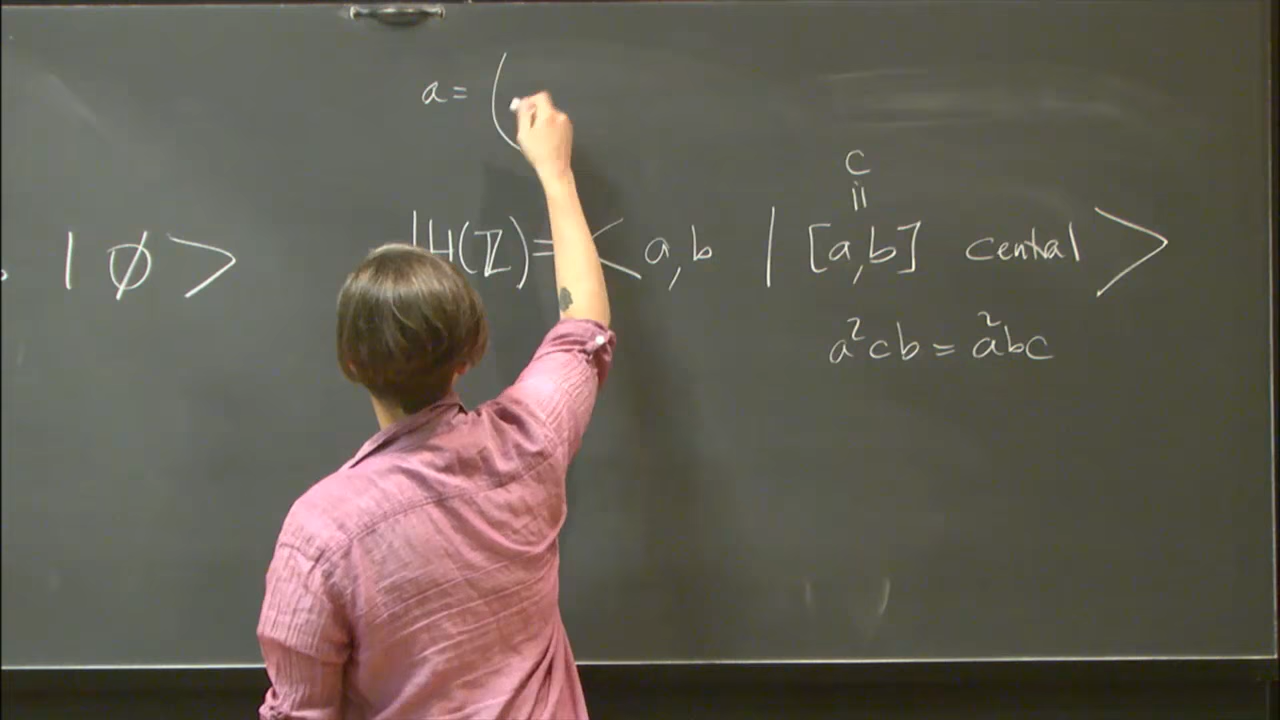 a = (
C
=
| ∅ > H(ℤ) = < a, b | [a, b] central >
a²cb = a²bc